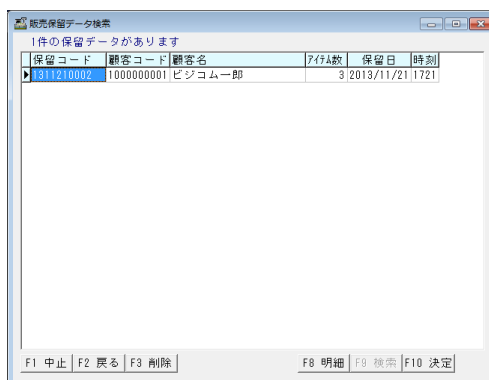 販売保留データ検索
1件の保留データがあります
保留コード 顧客コード 顧客名 ｱｲﾃﾑ数 保留日 時刻
1311210002 1000000001 ビジコム一郎 3 2013/11/21 1721
F1 中止 F2 戻る F3 削除 F8 明細 F9 検索 F10 決定